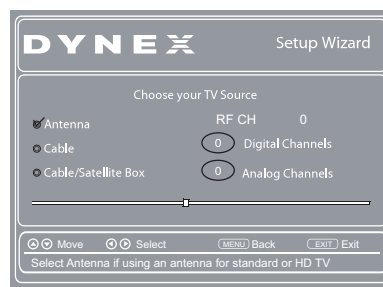 DYNEX Setup Wizard
Choose your TV Source
Antenna RF CH 0
Cable 0 Digital Channels
Cable/Satellite Box 0 Analog Channels
Move Select MENU Back EXIT Exit
Select Antenna if using an antenna for standard or HD TV